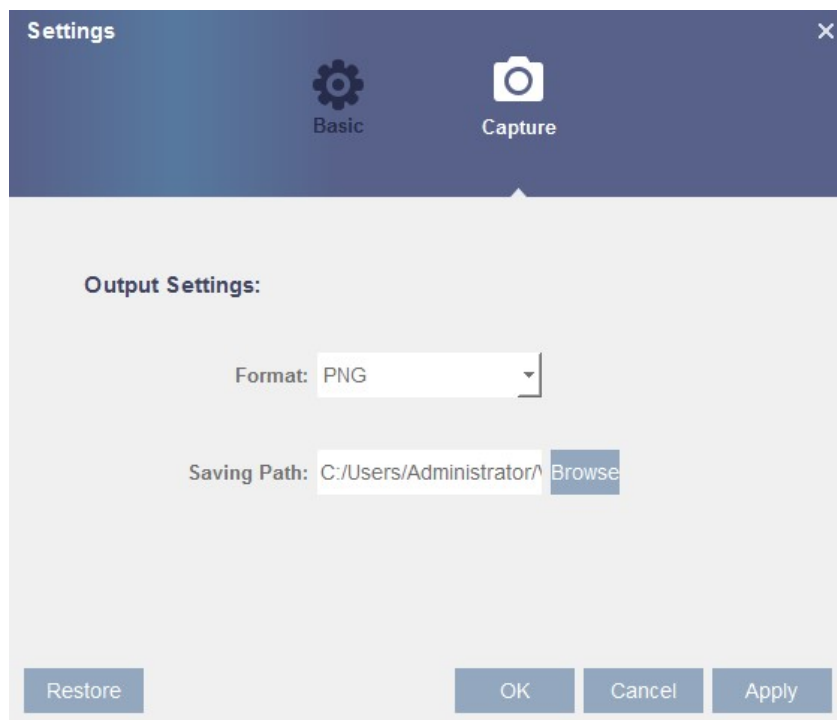 Settings
Basic
Capture
Output Settings:
Format: PNG
Saving Path: C:/Users/Administrator/ Browse
Restore OK Cancel Apply